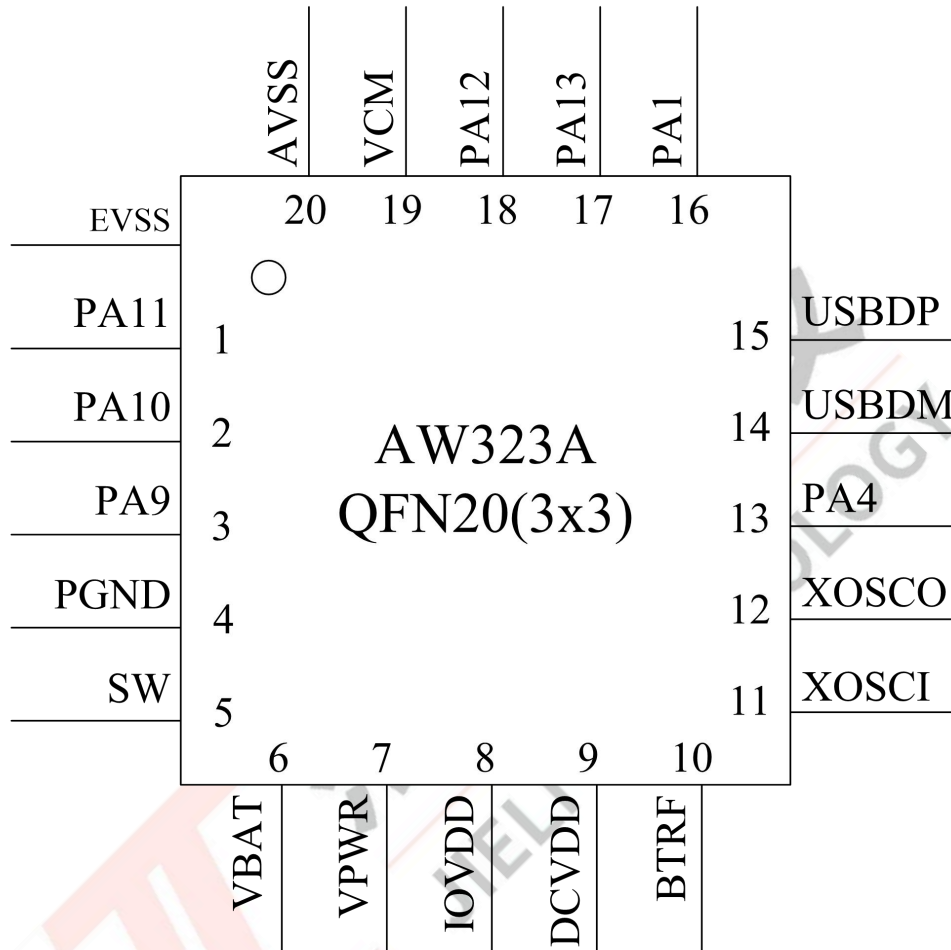 AVSS
VCM
PA12
PA13
PA1
20 19 18 17 16
EVSS
PA11
1
PA10
2
PA9
3
PGND
4
SW
5
AW323A
QFN20(3x3)
15 USBDP
14 USBDM
13 PA4
12 XOSCO
11 XOSCI
6 7 8 9 10
VBAT
VPWR
IOVDD
DCVDD
BTRF